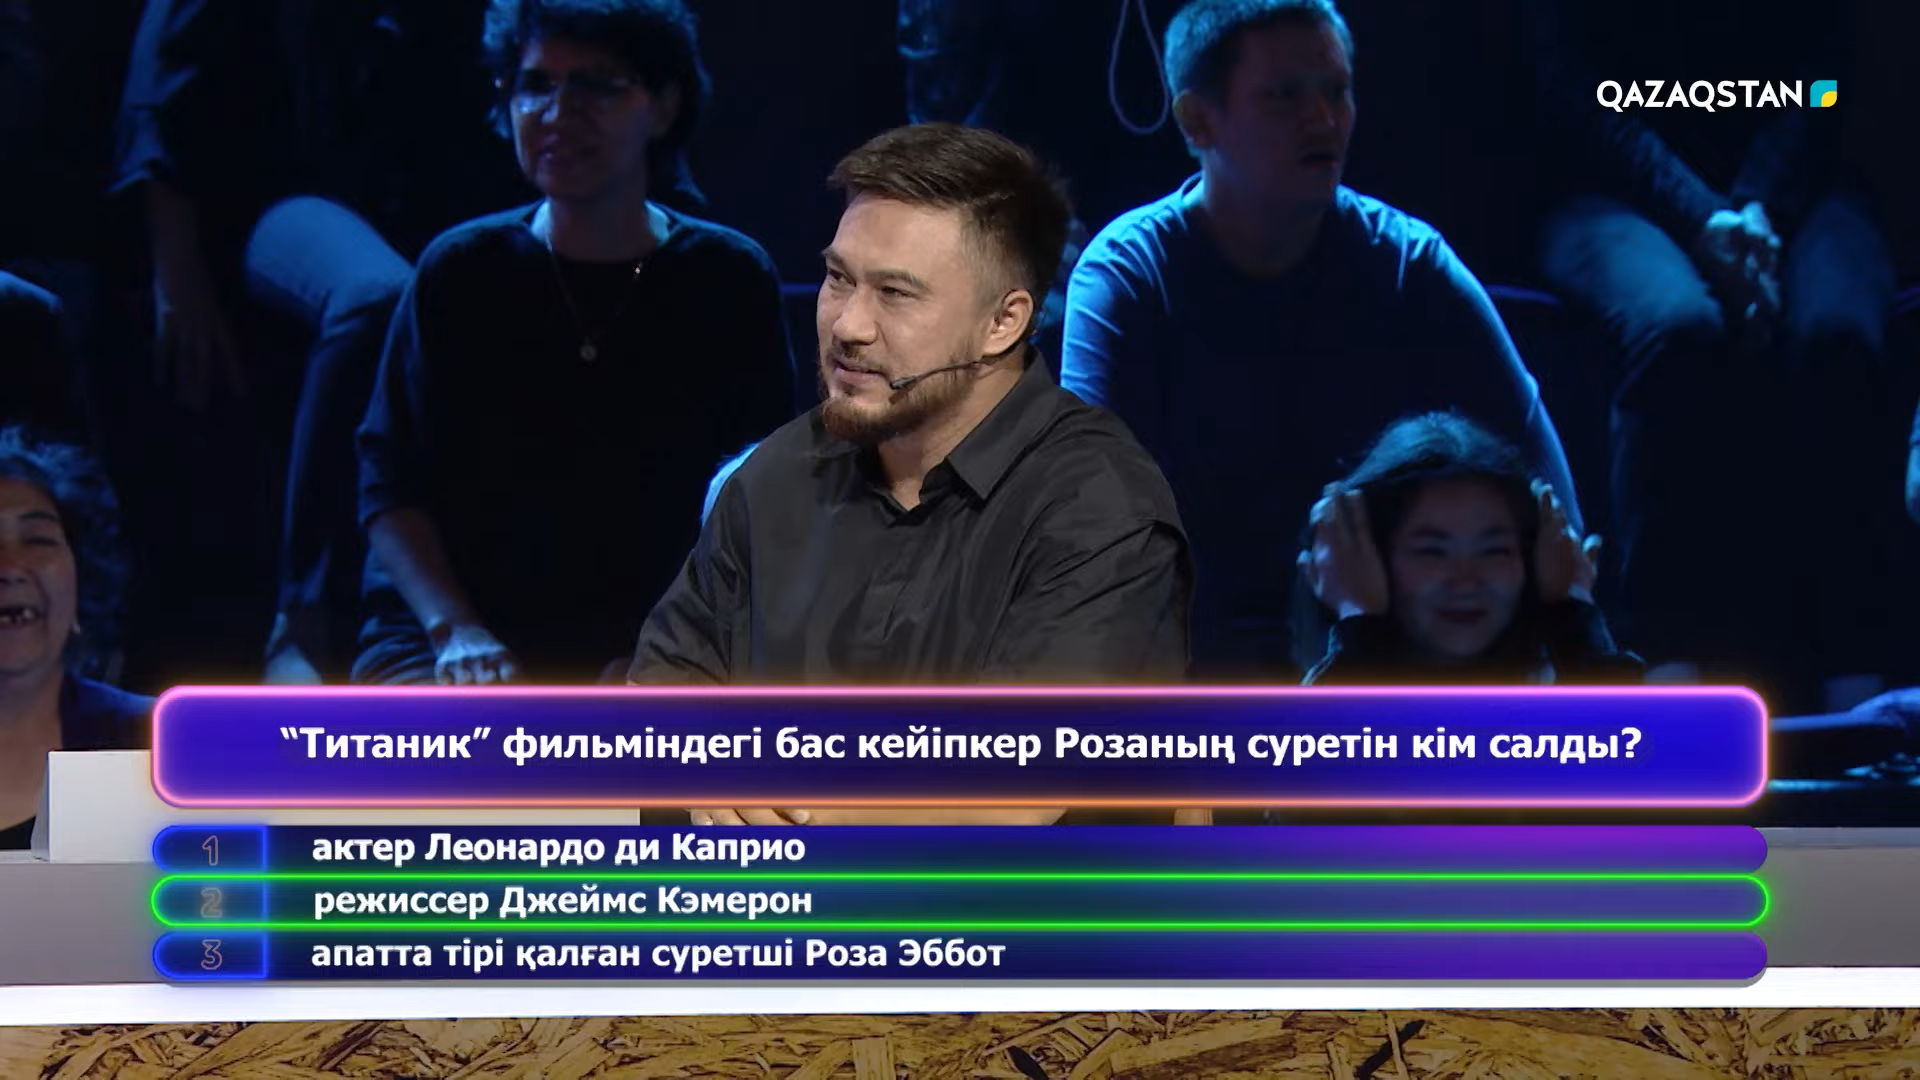 QAZAQSTAN
“Титаник” фильміндегі бас кейіпкер Розаның суретін кім салды?
1 актер Леонардо ди Каприо
2 режиссер Джеймс Кэмерон
3 апатта тірі қалған суретші Роза Эббот